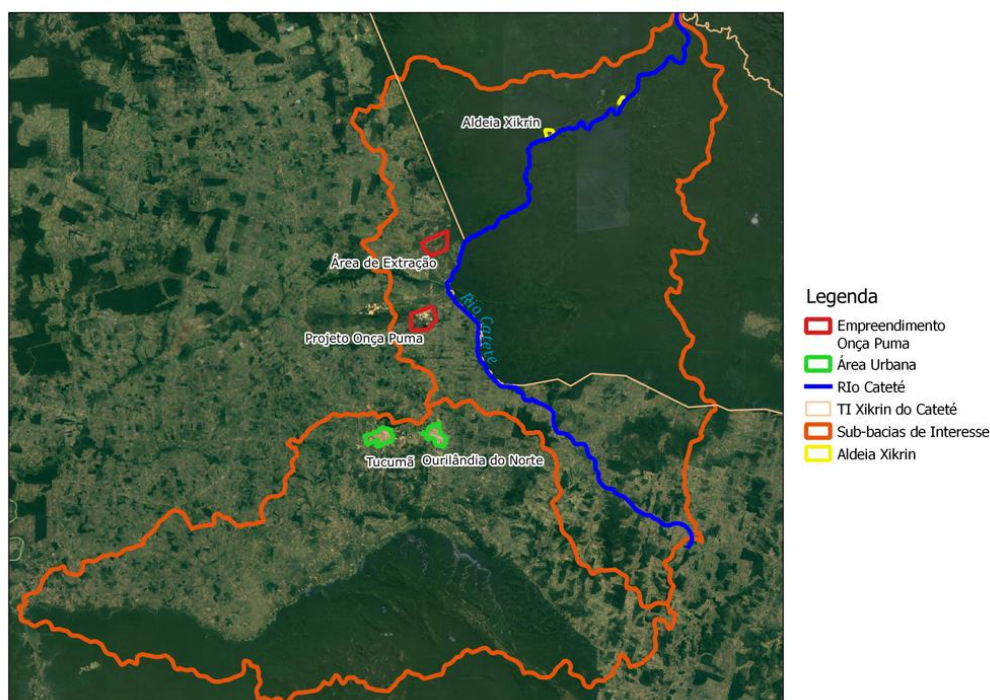 Aldeia Xikrin
Área de Extração
Rio Cateté
Projeto Onça Puma
Tucumã
Ourilândia do Norte
Legenda
Empreendimento
Onça Puma
Área Urbana
RIo Cateté
TI Xikrin do Cateté
Sub-bacias de Interesse
Aldeia Xikrin